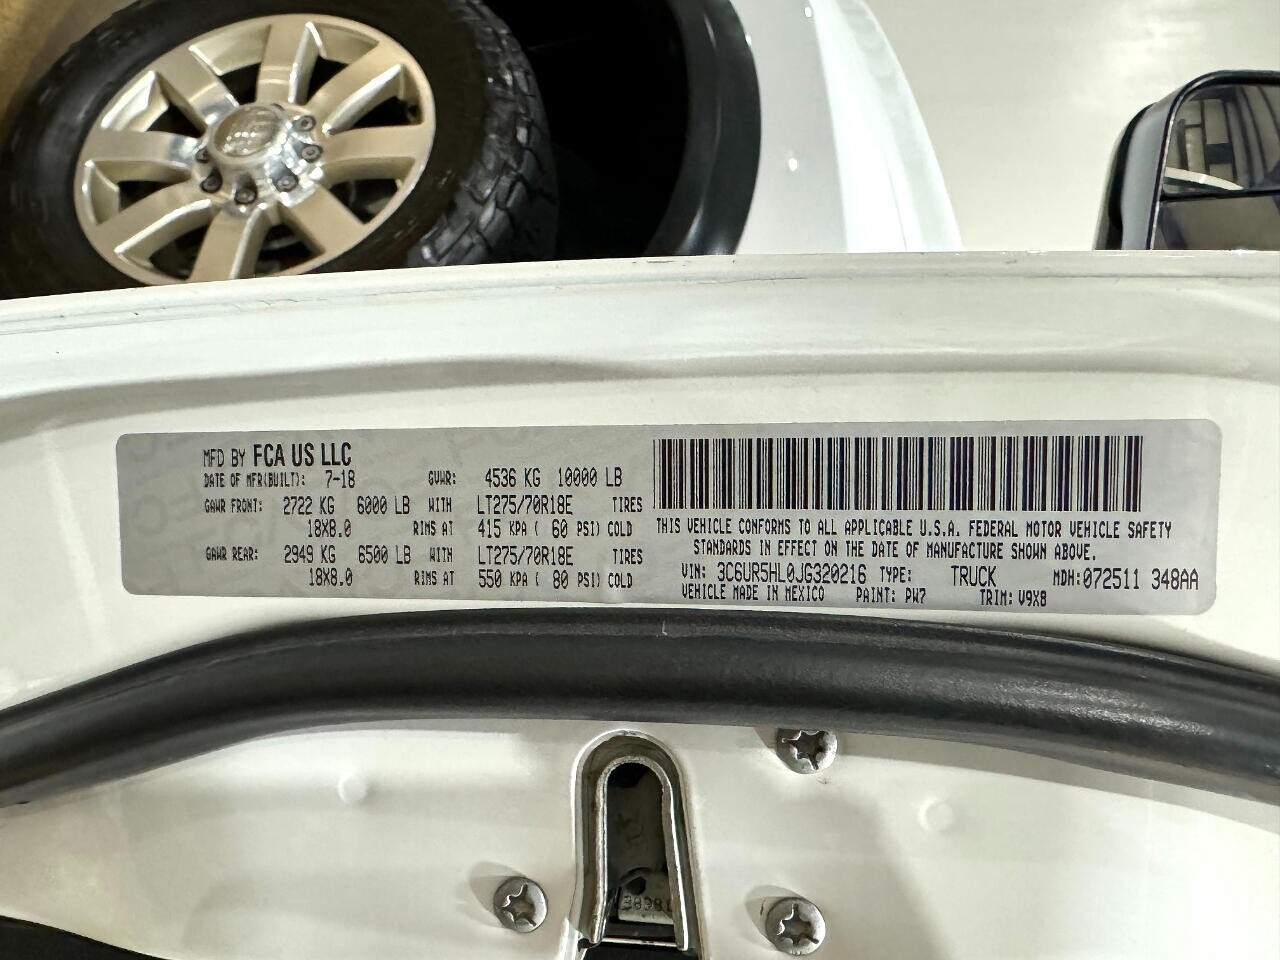 MFD BY FCA US LLC
DATE OF MFR(BUILT): 7-18 GVWR: 4536 KG 10000 LB
GAWR FRONT: 2722 KG 6000 LB WITH LT275/70R18E TIRES
18X8.0 RIMS AT 415 KPA ( 60 PSI) COLD
GAWR REAR: 2949 KG 6500 LB WITH LT275/70R18E TIRES
18X8.0 RIMS AT 550 KPA ( 80 PSI) COLD
THIS VEHICLE CONFORMS TO ALL APPLICABLE U.S.A. FEDERAL MOTOR VEHICLE SAFETY
STANDARDS IN EFFECT ON THE DATE OF MANUFACTURE SHOWN ABOVE.
VIN: 3C6UR5HL0JG320216 TYPE: TRUCK MDH:072511 348AA
VEHICLE MADE IN MEXICO PAINT: PW7 TRIM: V9X8